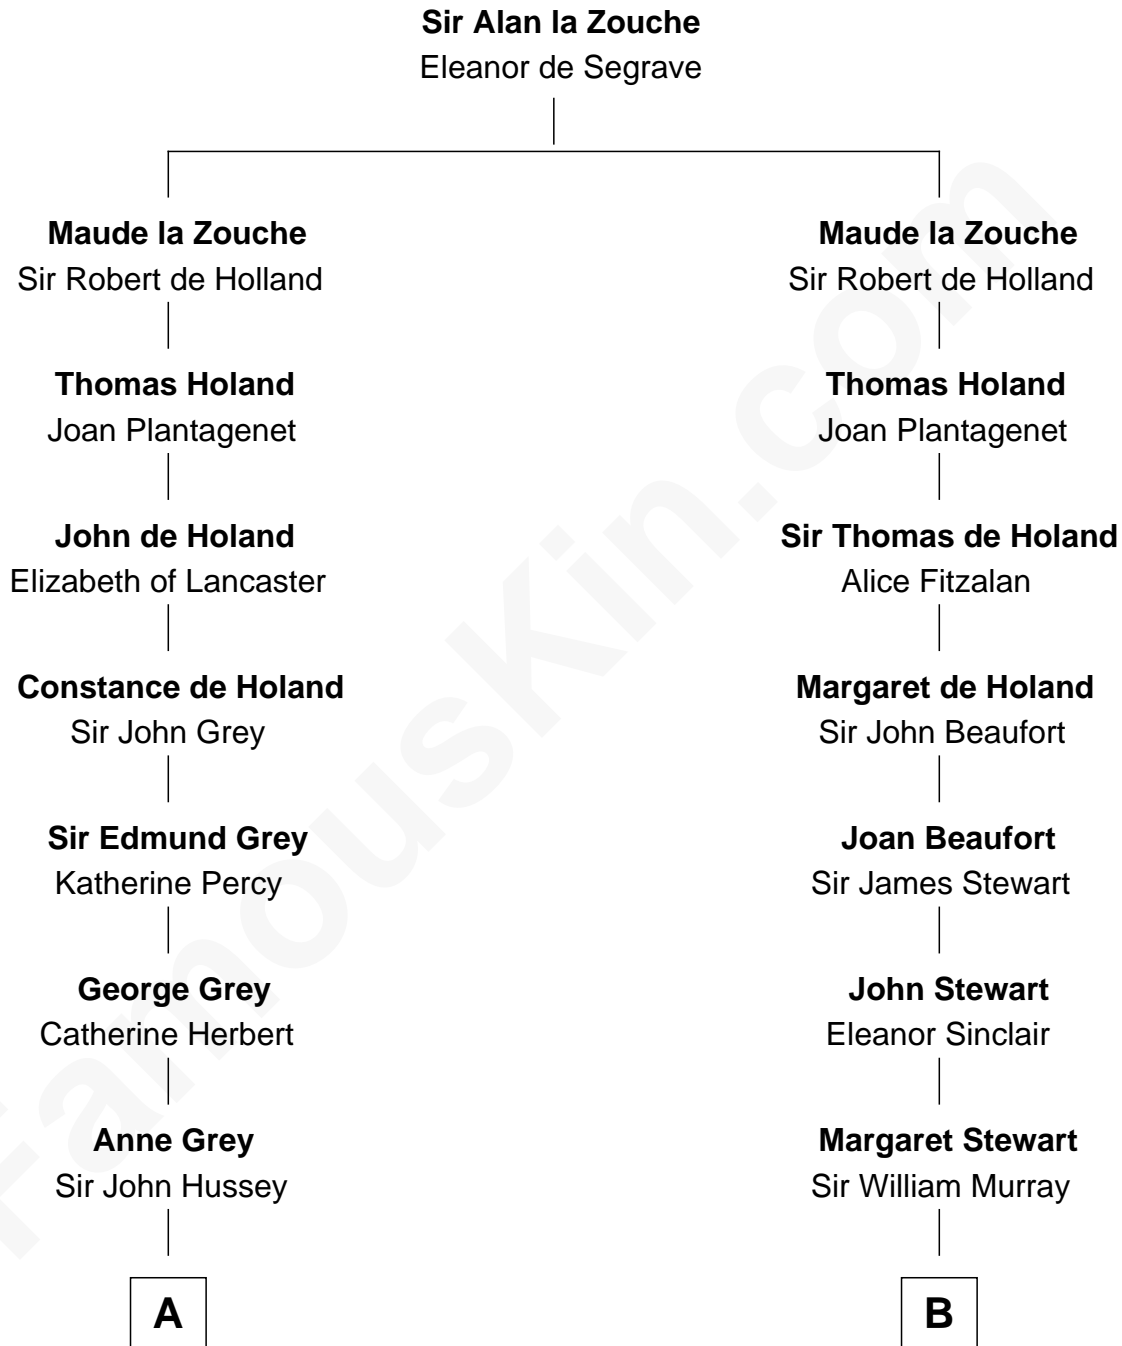 Sir Alan la Zouche
Eleanor de Segrave
Maude la Zouche
Sir Robert de Holland
Maude la Zouche
Sir Robert de Holland
Thomas Holand
Joan Plantagenet
Thomas Holand
Joan Plantagenet
John de Holand
Elizabeth of Lancaster
Sir Thomas de Holand
Alice Fitzalan
Constance de Holand
Sir John Grey
Margaret de Holand
Sir John Beaufort
Sir Edmund Grey
Katherine Percy
Joan Beaufort
Sir James Stewart
George Grey
Catherine Herbert
John Stewart
Eleanor Sinclair
Anne Grey
Sir John Hussey
Margaret Stewart
Sir William Murray
A
B
FamousKin.com